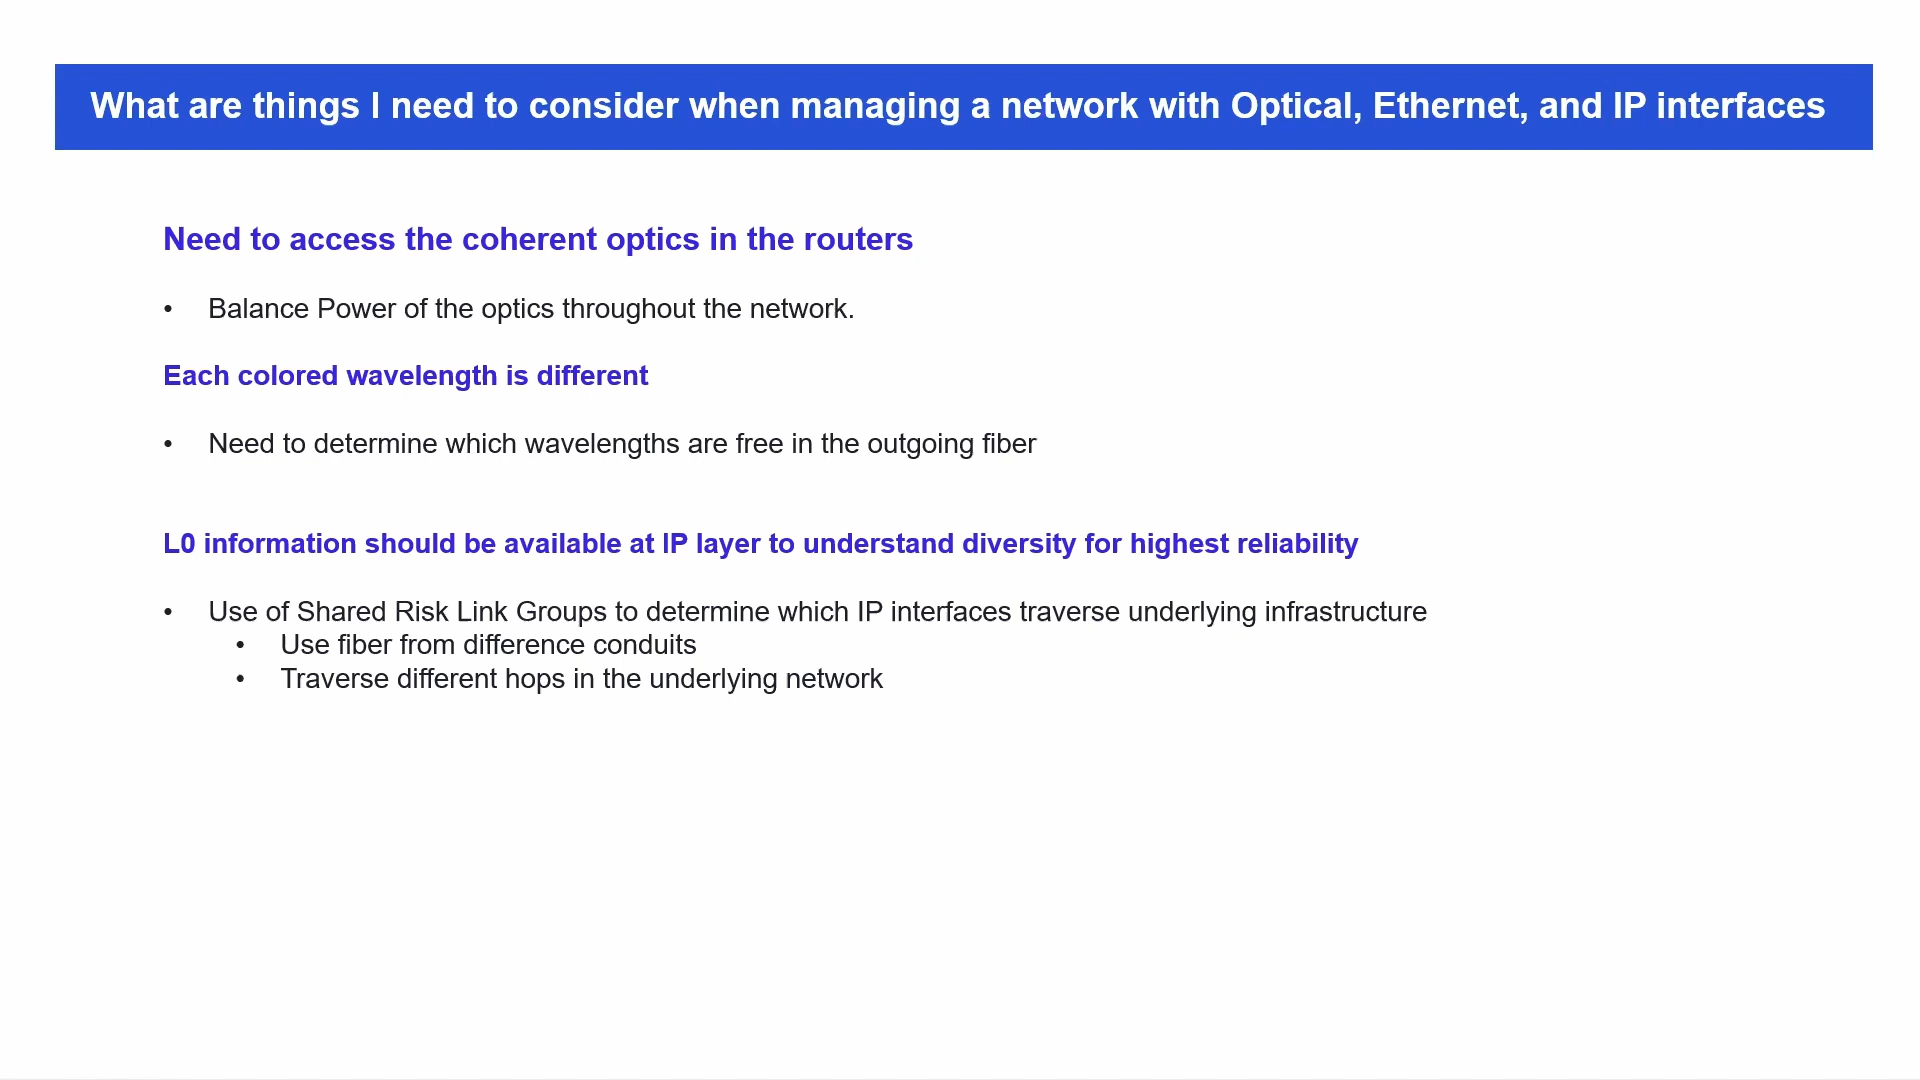 What are things I need to consider when managing a network with Optical, Ethernet, and IP interfaces
Need to access the coherent optics in the routers
• Balance Power of the optics throughout the network.
Each colored wavelength is different
• Need to determine which wavelengths are free in the outgoing fiber
L0 information should be available at IP layer to understand diversity for highest reliability
• Use of Shared Risk Link Groups to determine which IP interfaces traverse underlying infrastructure
• Use fiber from difference conduits
• Traverse different hops in the underlying network